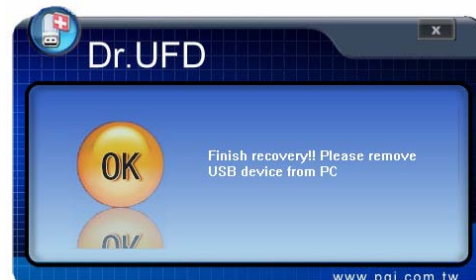 Dr.UFD
x
OK
Finish recovery!! Please remove
USB device from PC
www.pqi.com.tw